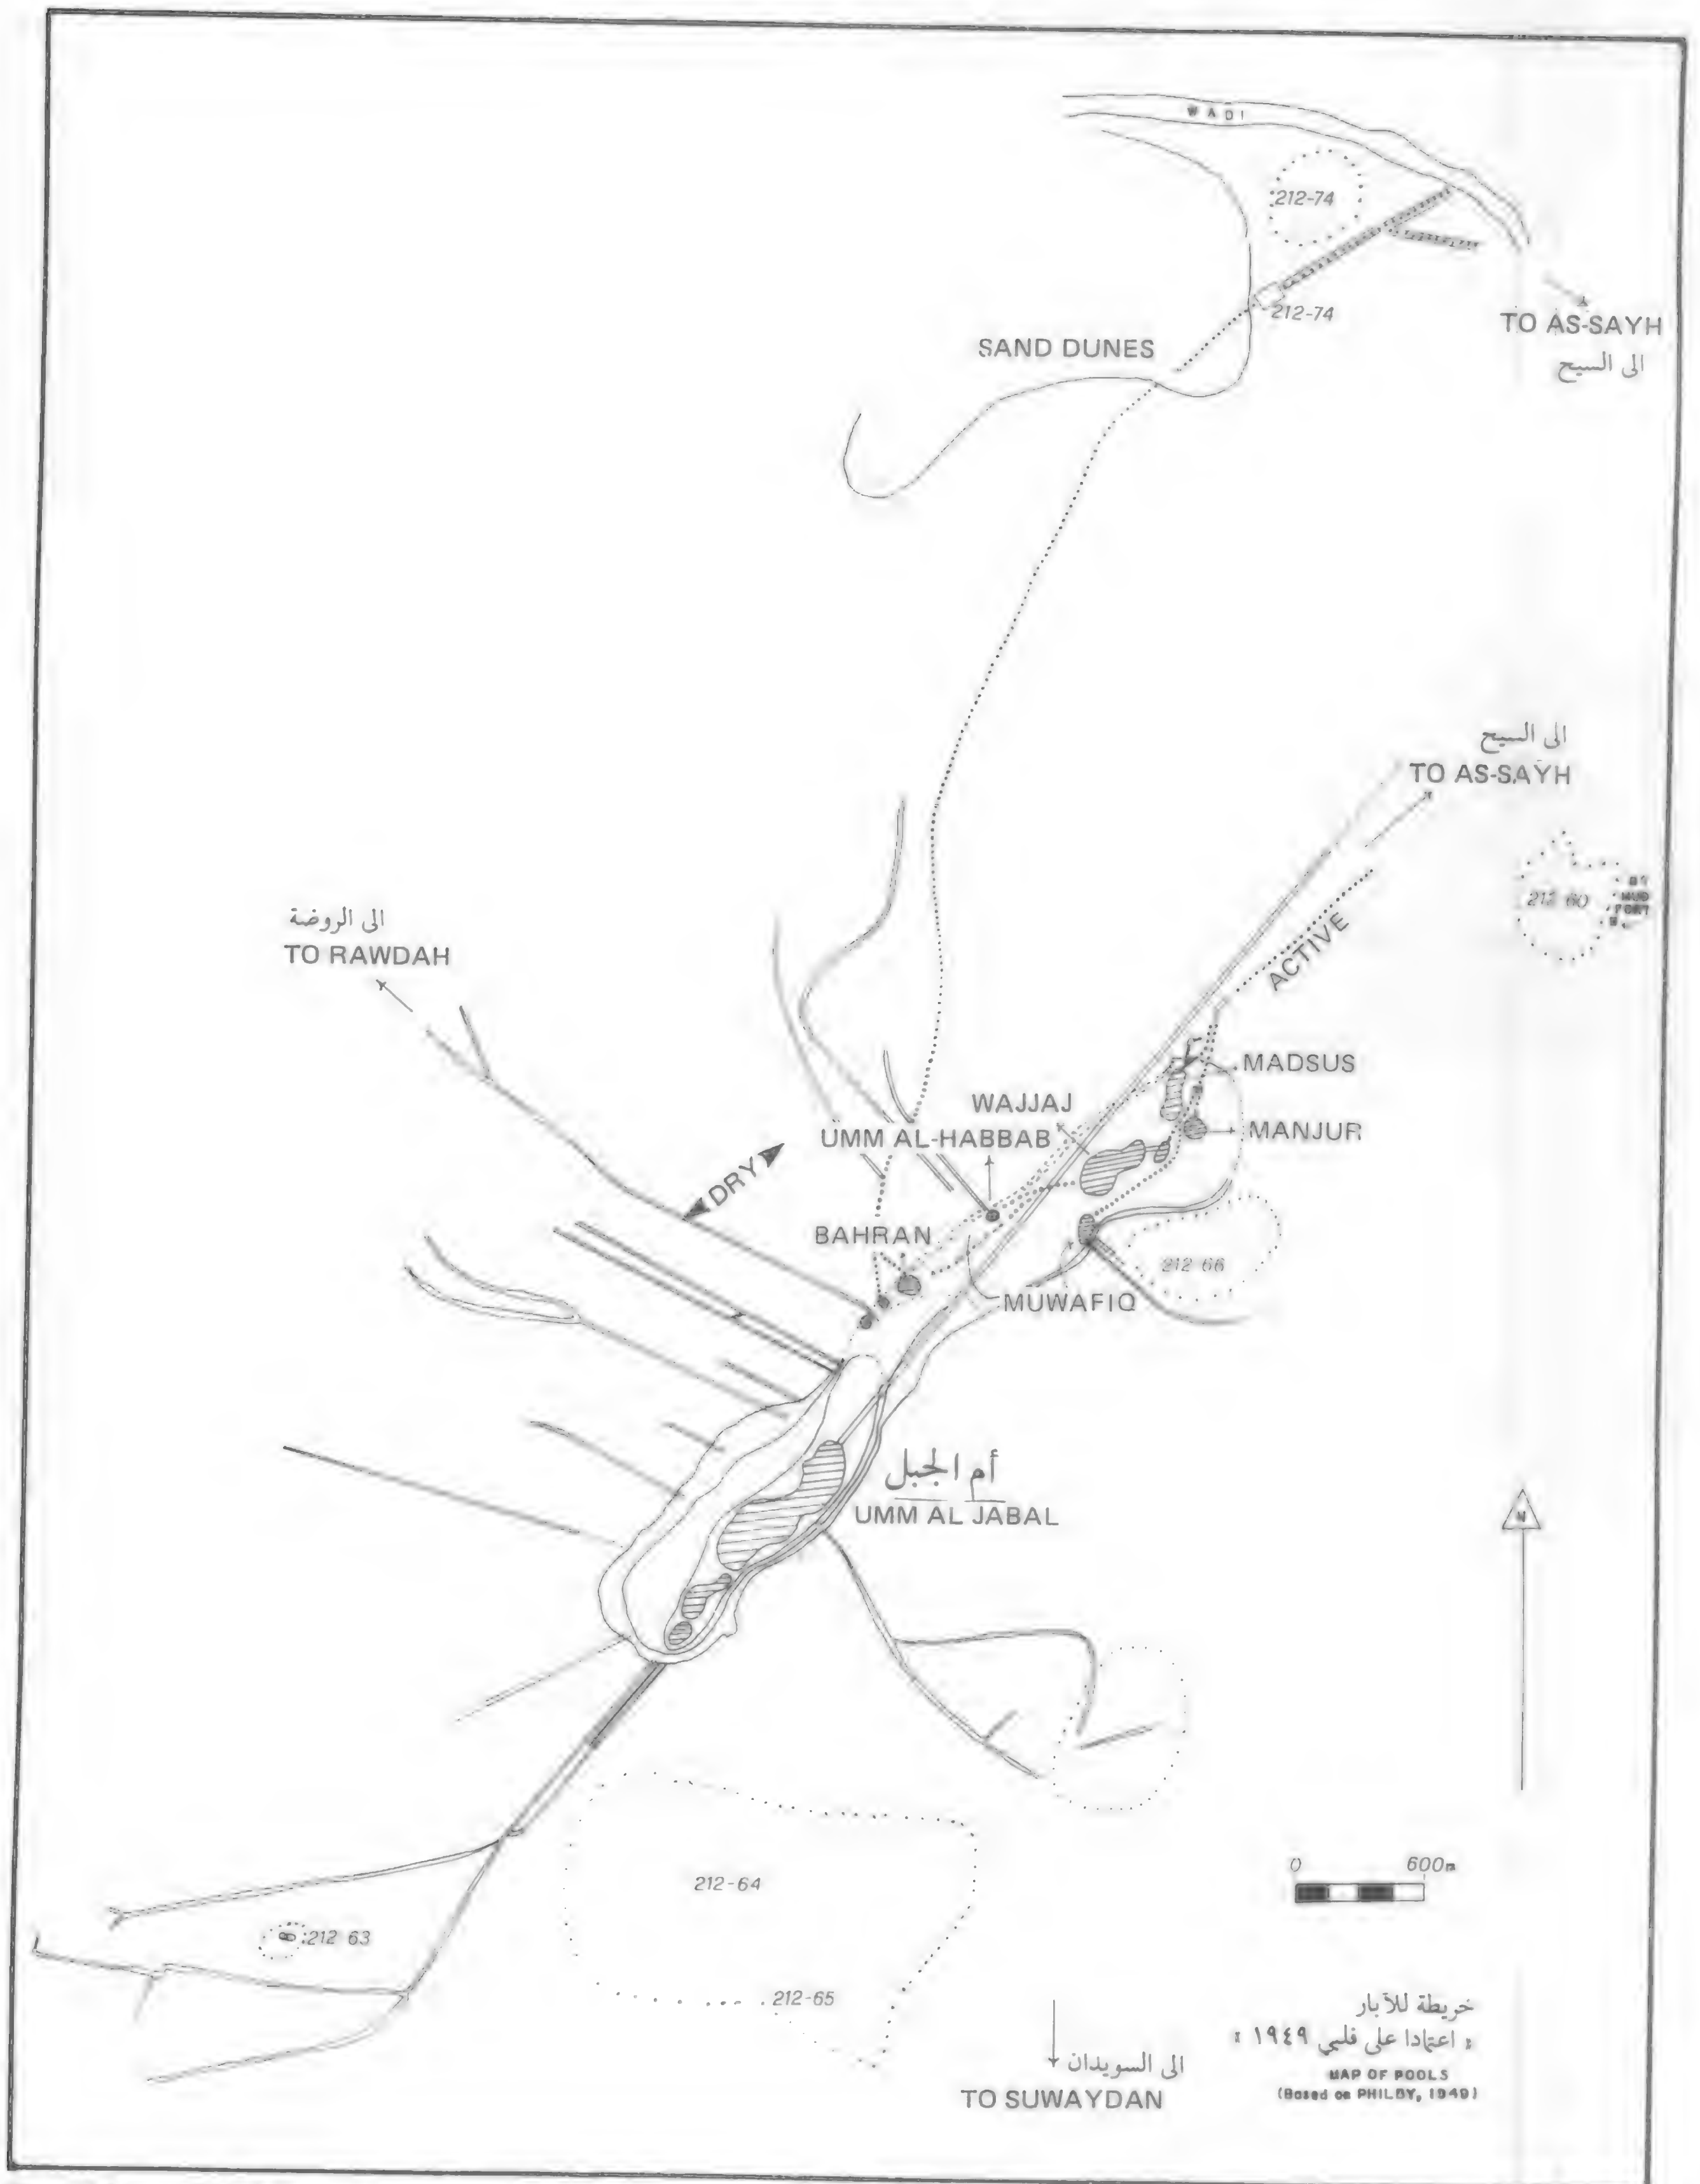 WADI
212-74
212-74
TO AS-SAYH
الى السيح
SAND DUNES
الى السيح
TO AS-SAYH
212 60
MUD
FORT
الى الروضة
TO RAWDAH
ACTIVE
MADSUS
WAJJAJ
UMM AL-HABBAB
MANJUR
DRY
BAHRAN
212 66
MUWAFIQ
أم الجبل
UMM AL JABAL
N
0 600m
212-64
212 63
212-65
الى السويدان
TO SUWAYDAN
خريطة للآبار
اعتمادا على فلبي ١٩٤٩
MAP OF POOLS
(Based on PHILBY, 1949)